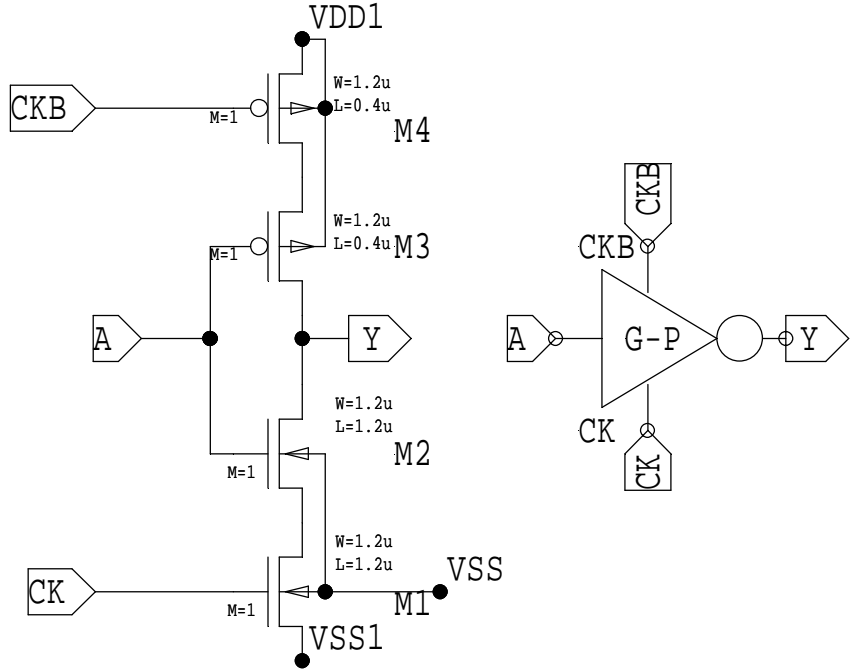 VDD1
CKB
W=1.2u
L=0.4u
M=1
M4
W=1.2u
L=0.4u
M=1
M3
A
Y
W=1.2u
L=1.2u
M=1
M2
W=1.2u
L=1.2u
CK
M=1
M1
VSS
VSS1
CKB
CKB
A
G-P
Y
CK
CK